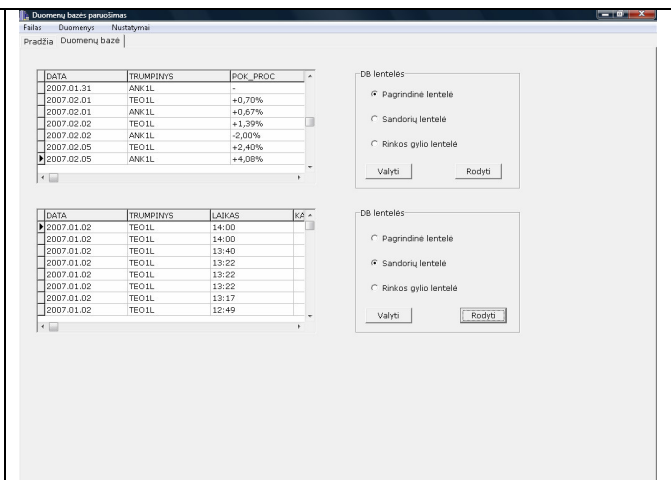 Duomenų bazės paruošimas
Failas Duomenys Nustatymai
Pradžia Duomenų bazė
DATA TRUMPINYS POK_PROC
2007.01.31 ANK1L -
2007.02.01 TEO1L +0,70%
2007.02.01 ANK1L +0,67%
2007.02.02 TEO1L +1,39%
2007.02.02 ANK1L -2,00%
2007.02.05 TEO1L +2,40%
2007.02.05 ANK1L +4,08%
DB lentelės
Pagrindinė lentelė
Sandorių lentelė
Rinkos gylio lentelė
Valyti Rodyti
DATA TRUMPINYS LAIKAS KA
2007.01.02 TEO1L 14:00
2007.01.02 TEO1L 14:00
2007.01.02 TEO1L 13:40
2007.01.02 TEO1L 13:22
2007.01.02 TEO1L 13:22
2007.01.02 TEO1L 13:22
2007.01.02 TEO1L 13:17
2007.01.02 TEO1L 12:49
DB lentelės
Pagrindinė lentelė
Sandorių lentelė
Rinkos gylio lentelė
Valyti Rodyti